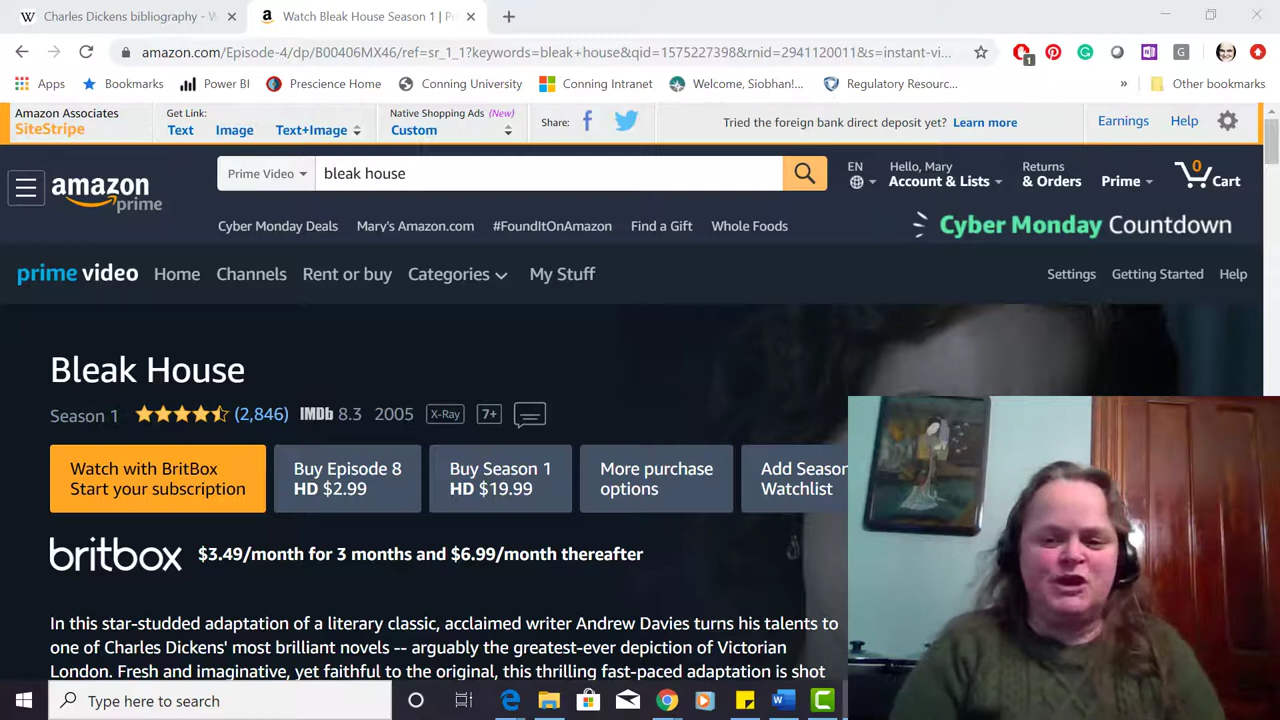 Charles Dickens bibliography - W
Watch Bleak House Season 1 | Pr
amazon.com/Episode-4/dp/B00406MX46/ref=sr_1_1?keywords=bleak+house&qid=1575227398&rnid=2941120011&s=instant-vi...
1
Apps Bookmarks Power BI Prescience Home Conning University Conning Intranet Welcome, Siobhan!... Regulatory Resourc... » Other bookmarks
Amazon Associates
SiteStripe
Get Link:
Text Image Text+Image
Native Shopping Ads (New)
Custom
Share:
Tried the foreign bank direct deposit yet? Learn more
Earnings Help
amazon prime
Prime Video bleak house
EN
Hello, Mary
Account & Lists
Returns
& Orders
Prime
0
Cart
Cyber Monday Deals Mary's Amazon.com #FoundItOnAmazon Find a Gift Whole Foods
Cyber Monday Countdown
prime video Home Channels Rent or buy Categories My Stuff Settings Getting Started Help
Bleak House
Season 1 (2,846) IMDb 8.3 2005 X-Ray 7+
Watch with BritBox
Start your subscription
Buy Episode 8
HD $2.99
Buy Season 1
HD $19.99
More purchase
options
Add Season
Watchlist
britbox $3.49/month for 3 months and $6.99/month thereafter
In this star-studded adaptation of a literary classic, acclaimed writer Andrew Davies turns his talents to
one of Charles Dickens' most brilliant novels -- arguably the greatest-ever depiction of Victorian
London. Fresh and imaginative, yet faithful to the original, this thrilling fast-paced adaptation is shot
Type here to search